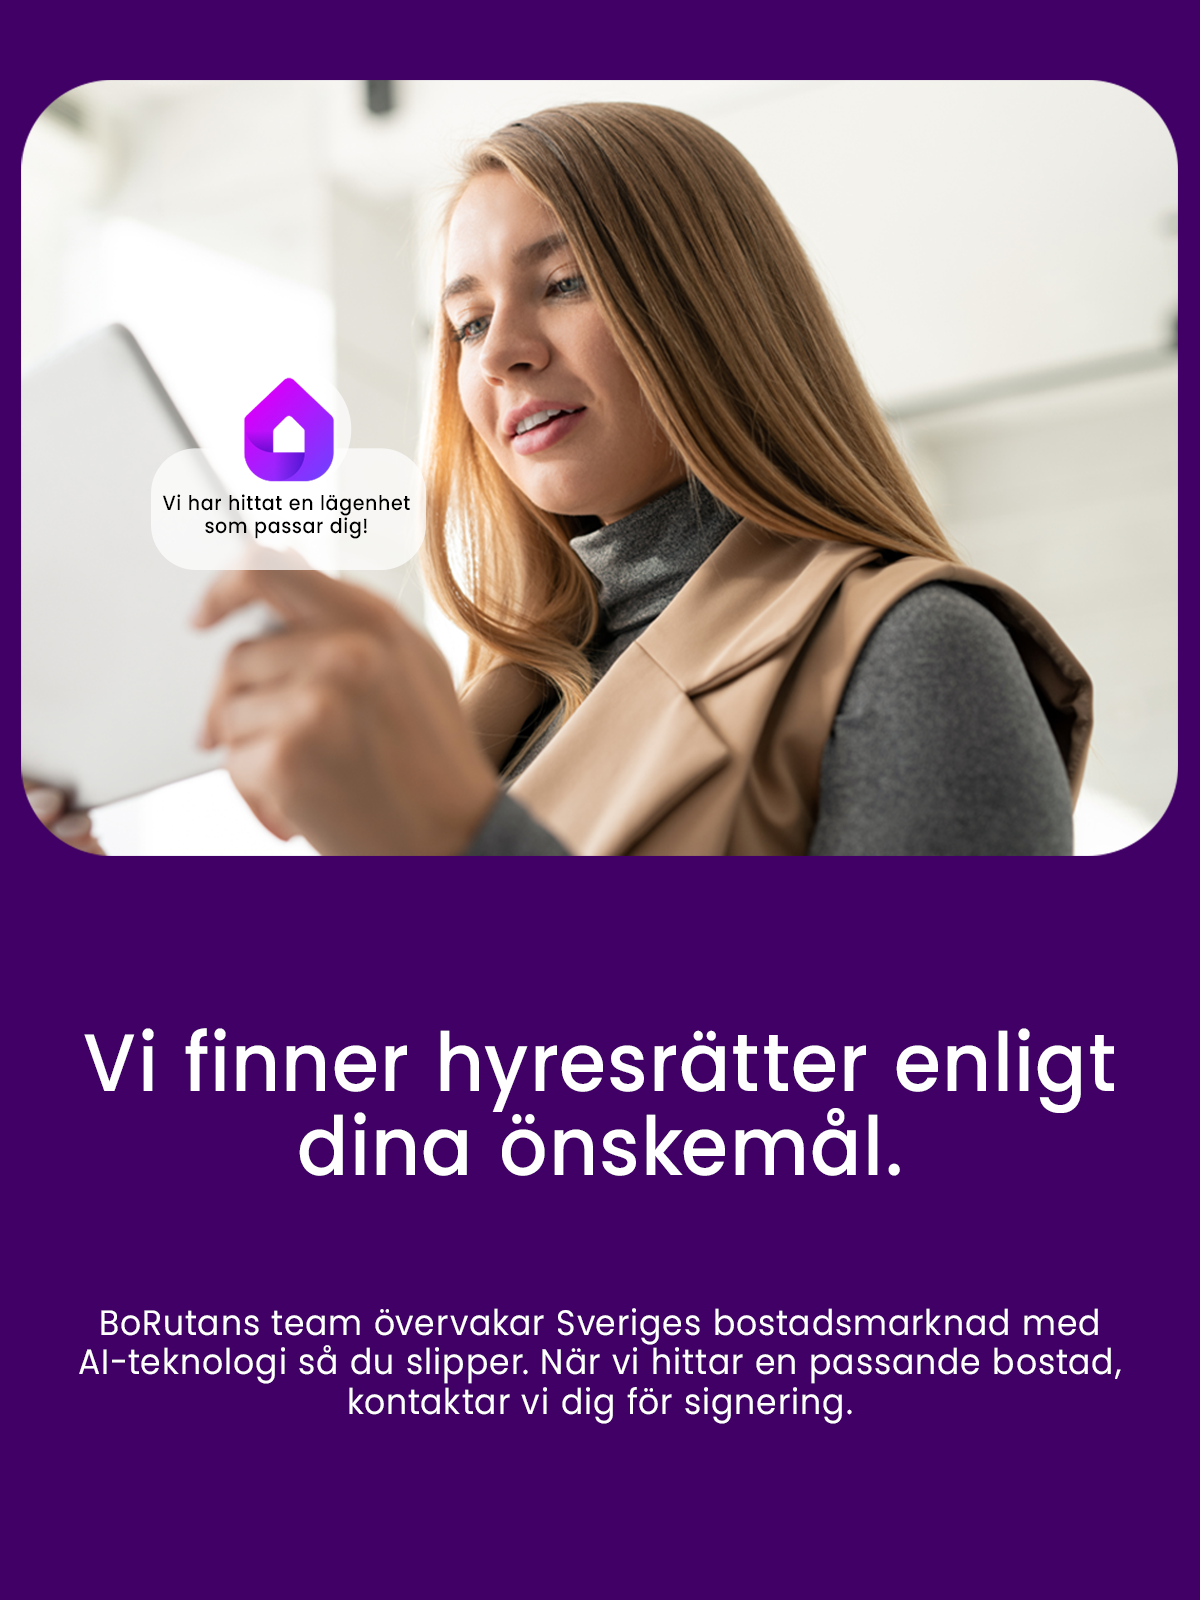 Vi har hittat en lägenhet
som passar dig!
Vi finner hyresrätter enligt
dina önskemål.
BoRutans team övervakar Sveriges bostadsmarknad med
AI-teknologi så du slipper. När vi hittar en passande bostad,
kontaktar vi dig för signering.